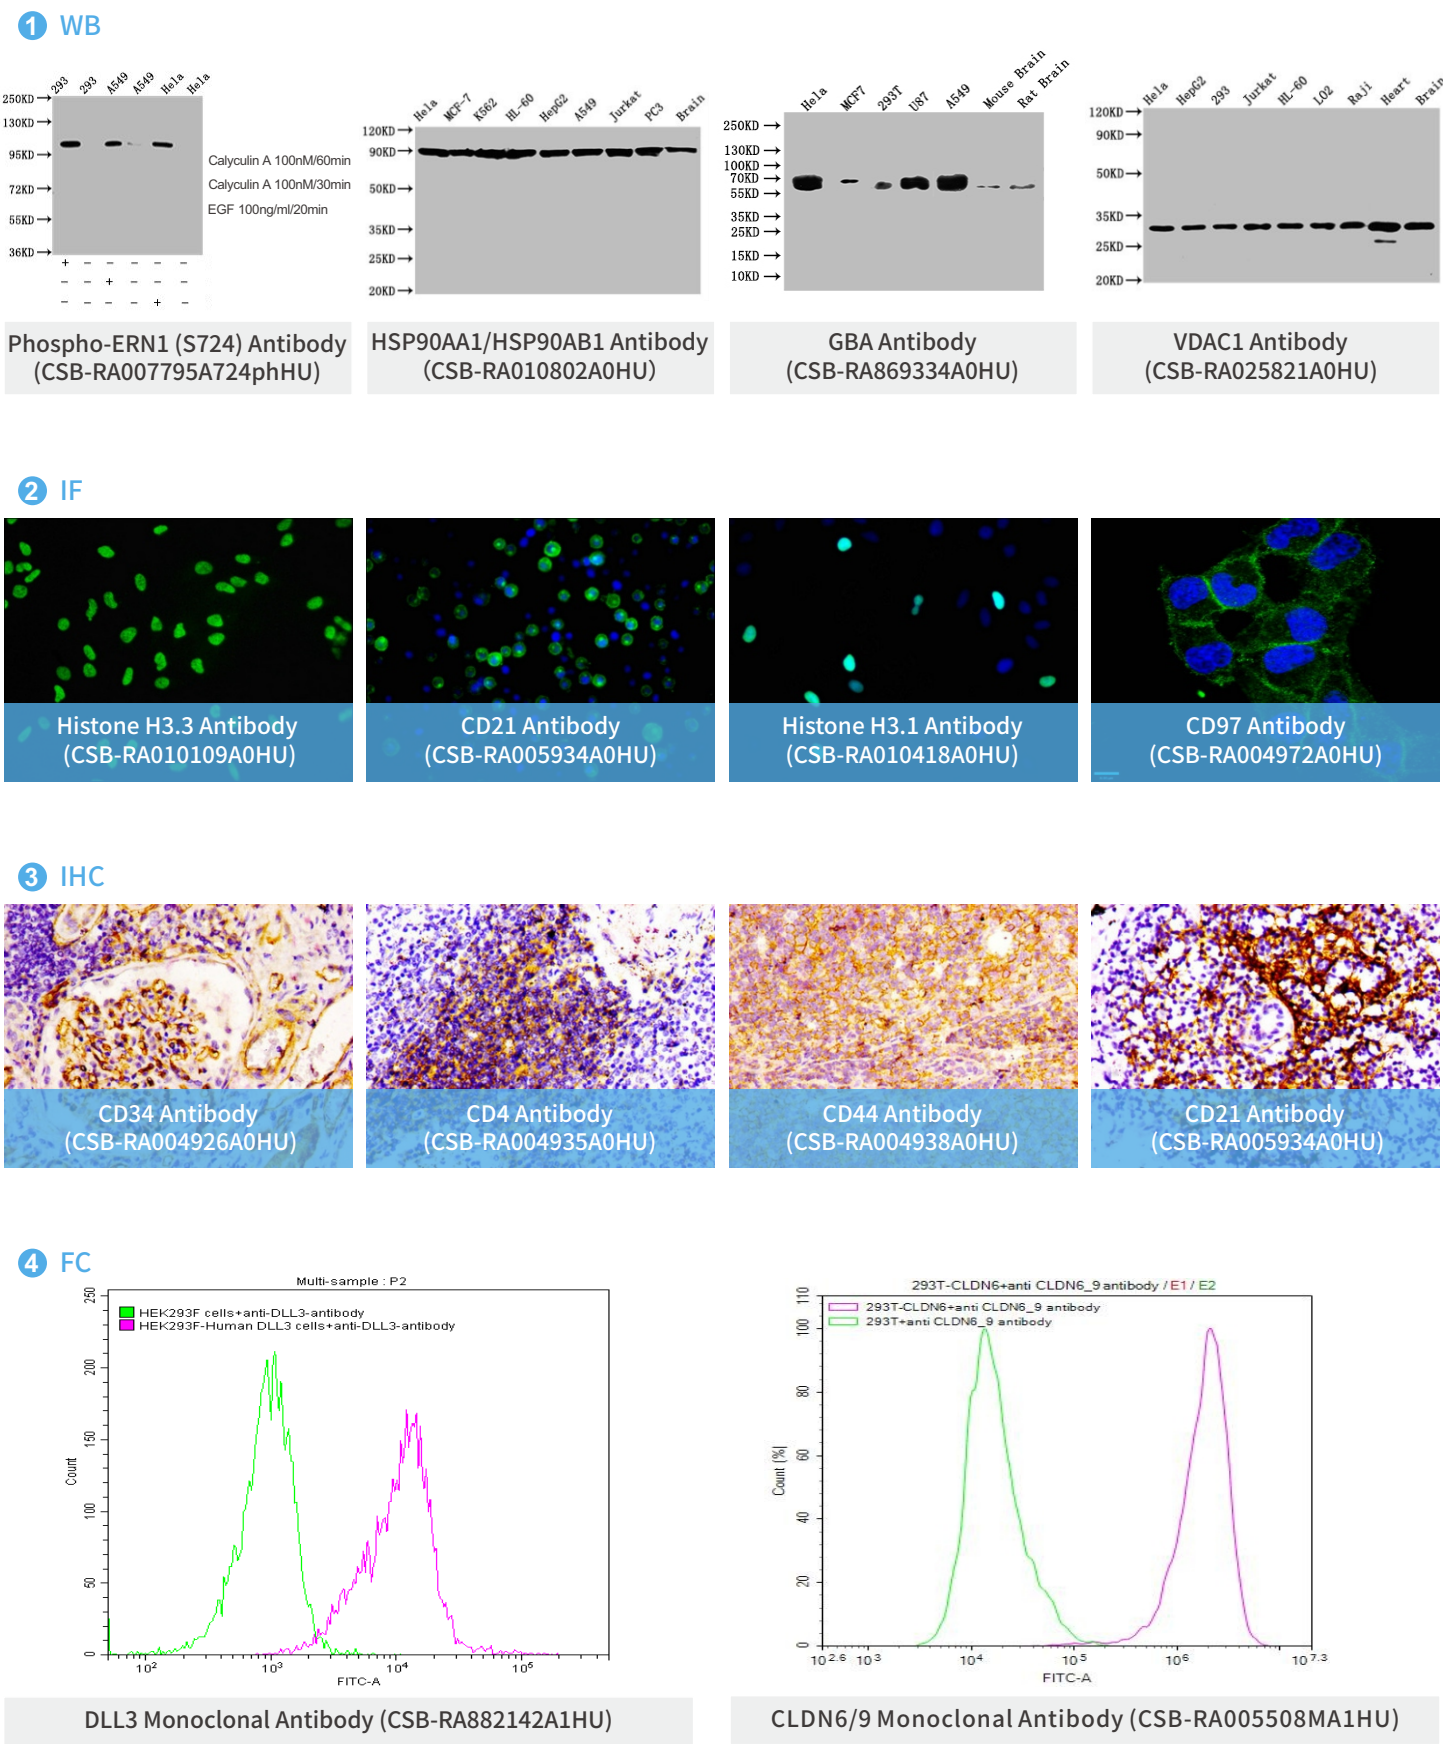 1 WB
293 293 A549 A549 Hela Hela
250KD
130KD
95KD
72KD
55KD
36KD
Calyculin A 100nM/60min
Calyculin A 100nM/30min
EGF 100ng/ml/20min
+ - - - - -
- - + - - -
- - - - + -
Phospho-ERN1 (S724) Antibody
(CSB-RA007795A724phHU)
Hela MCF-7 K562 HL-60 HepG2 A549 Jurkat PC3 Brain
120KD
90KD
50KD
35KD
25KD
20KD
HSP90AA1/HSP90AB1 Antibody
(CSB-RA010802A0HU)
Hela MCF7 293T U87 A549 Mouse Brain Rat Brain
250KD
130KD
100KD
70KD
55KD
35KD
25KD
15KD
10KD
GBA Antibody
(CSB-RA869334A0HU)
Hela HepG2 293 Jurkat HL-60 LO2 Raji Heart Brain
120KD
90KD
50KD
35KD
25KD
20KD
VDAC1 Antibody
(CSB-RA025821A0HU)
2 IF
Histone H3.3 Antibody
(CSB-RA010109A0HU)
CD21 Antibody
(CSB-RA005934A0HU)
Histone H3.1 Antibody
(CSB-RA010418A0HU)
CD97 Antibody
(CSB-RA004972A0HU)
3 IHC
CD34 Antibody
(CSB-RA004926A0HU)
CD4 Antibody
(CSB-RA004935A0HU)
CD44 Antibody
(CSB-RA004938A0HU)
CD21 Antibody
(CSB-RA005934A0HU)
4 FC
Multi-sample : P2
HEK293F cells+anti-DLL3-antibody
HEK293F-Human DLL3 cells+anti-DLL3-antibody
250
200
150
100
50
0
Count
10² 10³ 10⁴ 10⁵
FITC-A
DLL3 Monoclonal Antibody (CSB-RA882142A1HU)
293T-CLDN6+anti CLDN6_9 antibody / E1 / E2
293T-CLDN6+anti CLDN6_9 antibody
293T+anti CLDN6_9 antibody
110
100
80
60
40
20
0
Count (%)
10^2.6 10³ 10⁴ 10⁵ 10⁶ 10^7.3
FITC-A
CLDN6/9 Monoclonal Antibody (CSB-RA005508MA1HU)